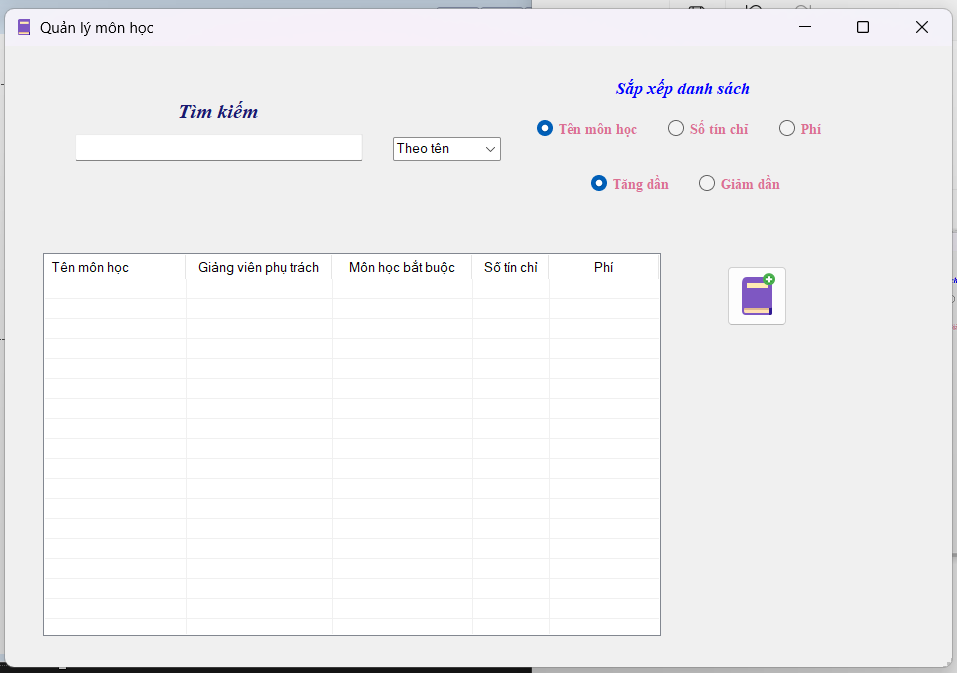 Quản lý môn học
Sắp xếp danh sách
Tìm kiếm
Tên môn học Số tín chỉ Phí
Theo tên
Tăng dần Giảm dần
Tên môn học Giảng viên phụ trách Môn học bắt buộc Số tín chỉ Phí